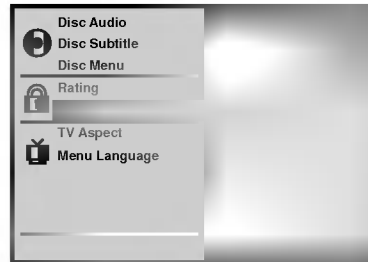 Disc Audio
Disc Subtitle
Disc Menu
Rating
TV Aspect
Menu Language